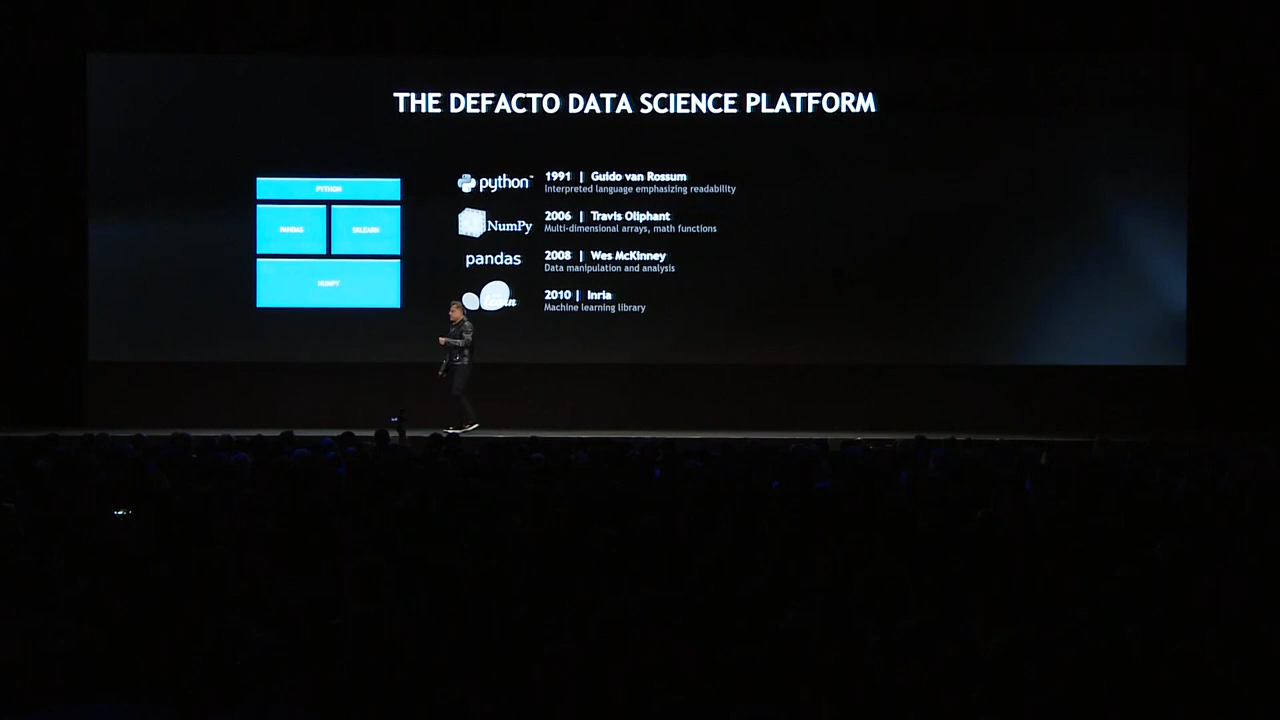 THE DEFACTO DATA SCIENCE PLATFORM
PYTHON
PANDAS
SKLEARN
NUMPY
python™
1991 | Guido van Rossum
Interpreted language emphasizing readability
NumPy
2006 | Travis Oliphant
Multi-dimensional arrays, math functions
pandas
2008 | Wes McKinney
Data manipulation and analysis
learn
2010 | Inria
Machine learning library